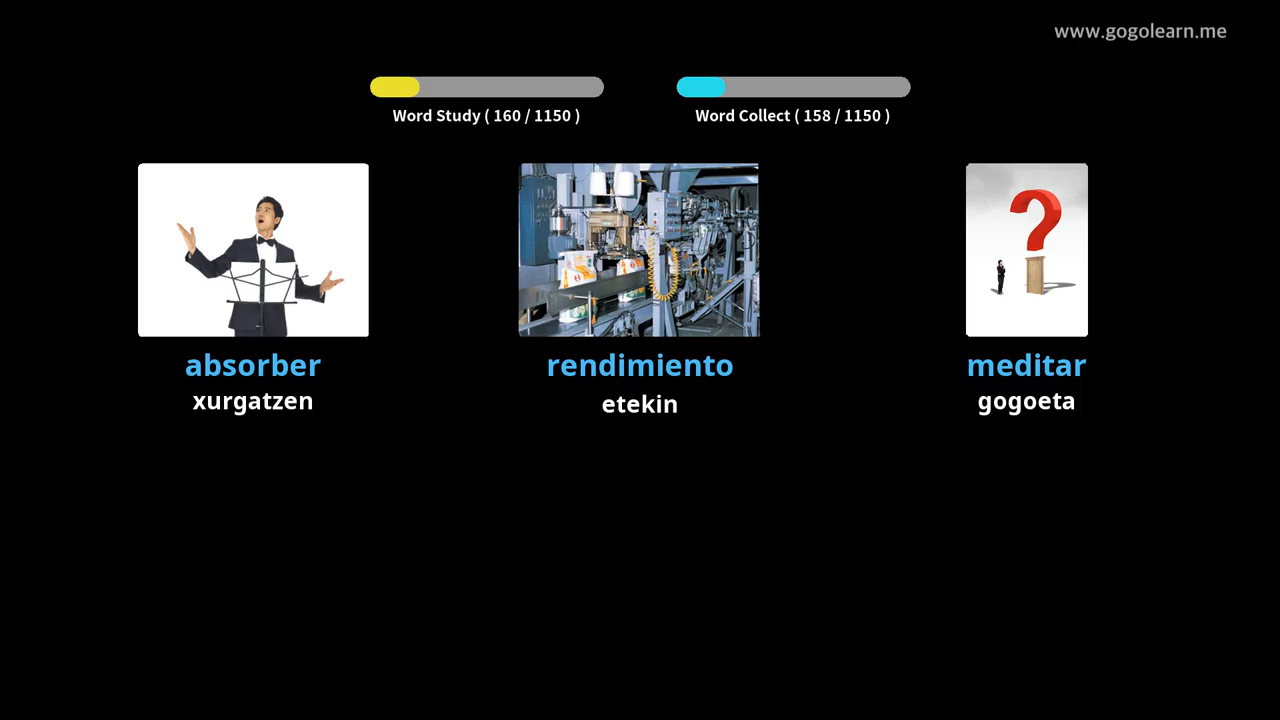 www.gogolearn.me
Word Study ( 160 / 1150 )
Word Collect ( 158 / 1150 )
absorber
xurgatzen
rendimiento
etekin
meditar
gogoeta